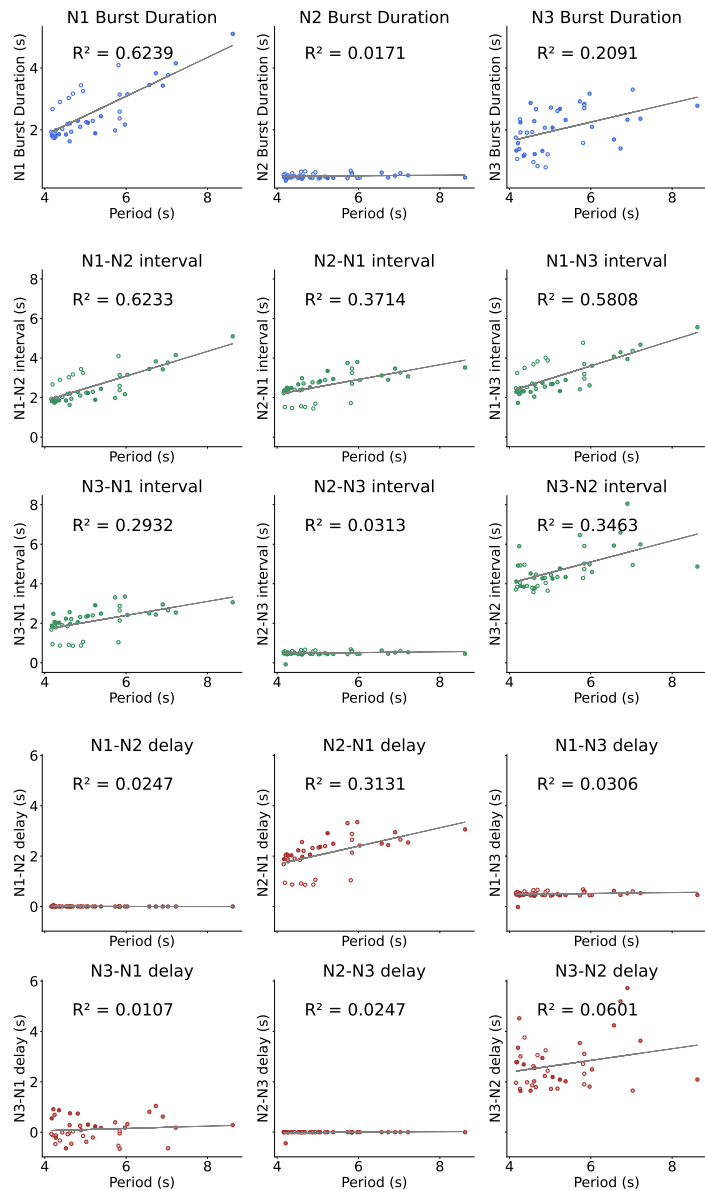 N1 Burst Duration
N2 Burst Duration
N3 Burst Duration
R² = 0.6239
R² = 0.0171
R² = 0.2091
N1 Burst Duration (s)
N2 Burst Duration (s)
N3 Burst Duration (s)
4
2
4 6 8
4 6 8
4 6 8
Period (s)
Period (s)
Period (s)
N1-N2 interval
N2-N1 interval
N1-N3 interval
R² = 0.6233
R² = 0.3714
R² = 0.5808
N1-N2 interval (s)
N2-N1 interval (s)
N1-N3 interval (s)
8
6
4
2
0
Period (s)
Period (s)
Period (s)
N3-N1 interval
N2-N3 interval
N3-N2 interval
R² = 0.2932
R² = 0.0313
R² = 0.3463
N3-N1 interval (s)
N2-N3 interval (s)
N3-N2 interval (s)
8
6
4
2
0
4 6 8
4 6 8
4 6 8
Period (s)
Period (s)
Period (s)
N1-N2 delay
N2-N1 delay
N1-N3 delay
R² = 0.0247
R² = 0.3131
R² = 0.0306
N1-N2 delay (s)
N2-N1 delay (s)
N1-N3 delay (s)
6
4
2
0
Period (s)
Period (s)
Period (s)
N3-N1 delay
N2-N3 delay
N3-N2 delay
R² = 0.0107
R² = 0.0247
R² = 0.0601
N3-N1 delay (s)
N2-N3 delay (s)
N3-N2 delay (s)
6
4
2
0
4 6 8
4 6 8
4 6 8
Period (s)
Period (s)
Period (s)